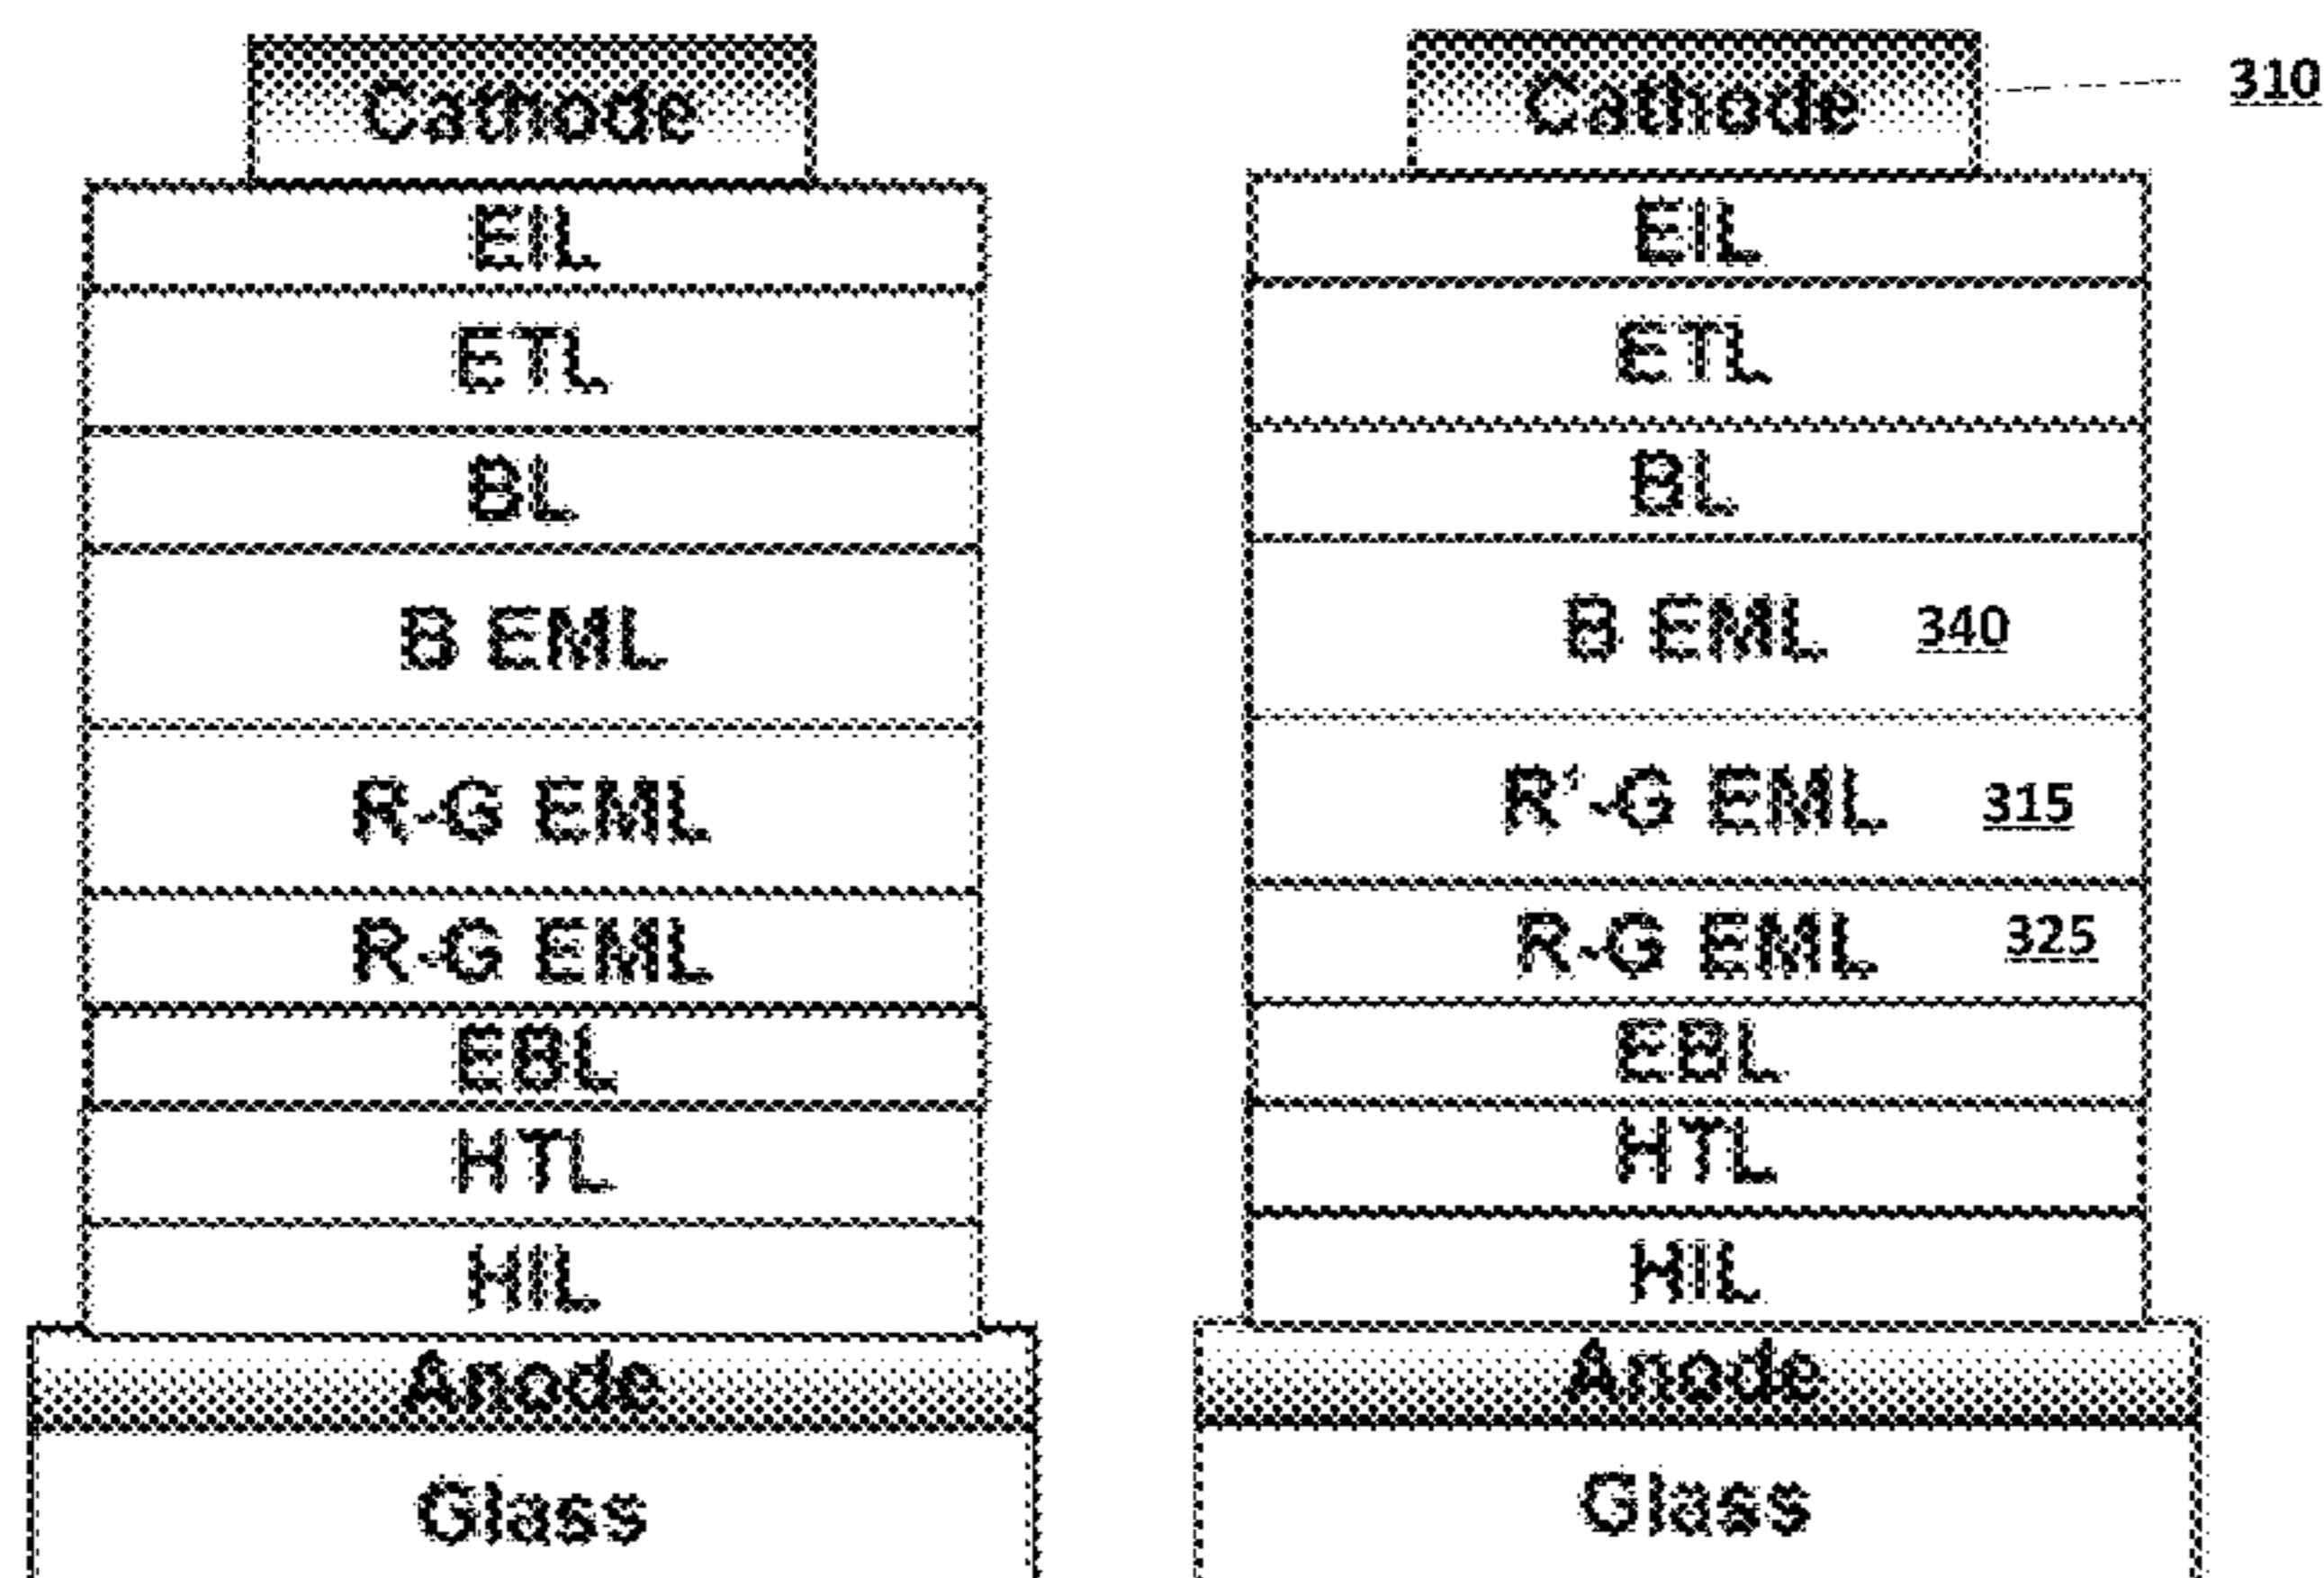 Cathode
EIL
ETL
BL
B EML
R-G EML
R-G EML
EBL
HTL
HIL
Anode
Glass
Cathode 310
EIL
ETL
BL
B EML 340
R'-G EML 315
R-G EML 325
EBL
HTL
HIL
Anode
Glass